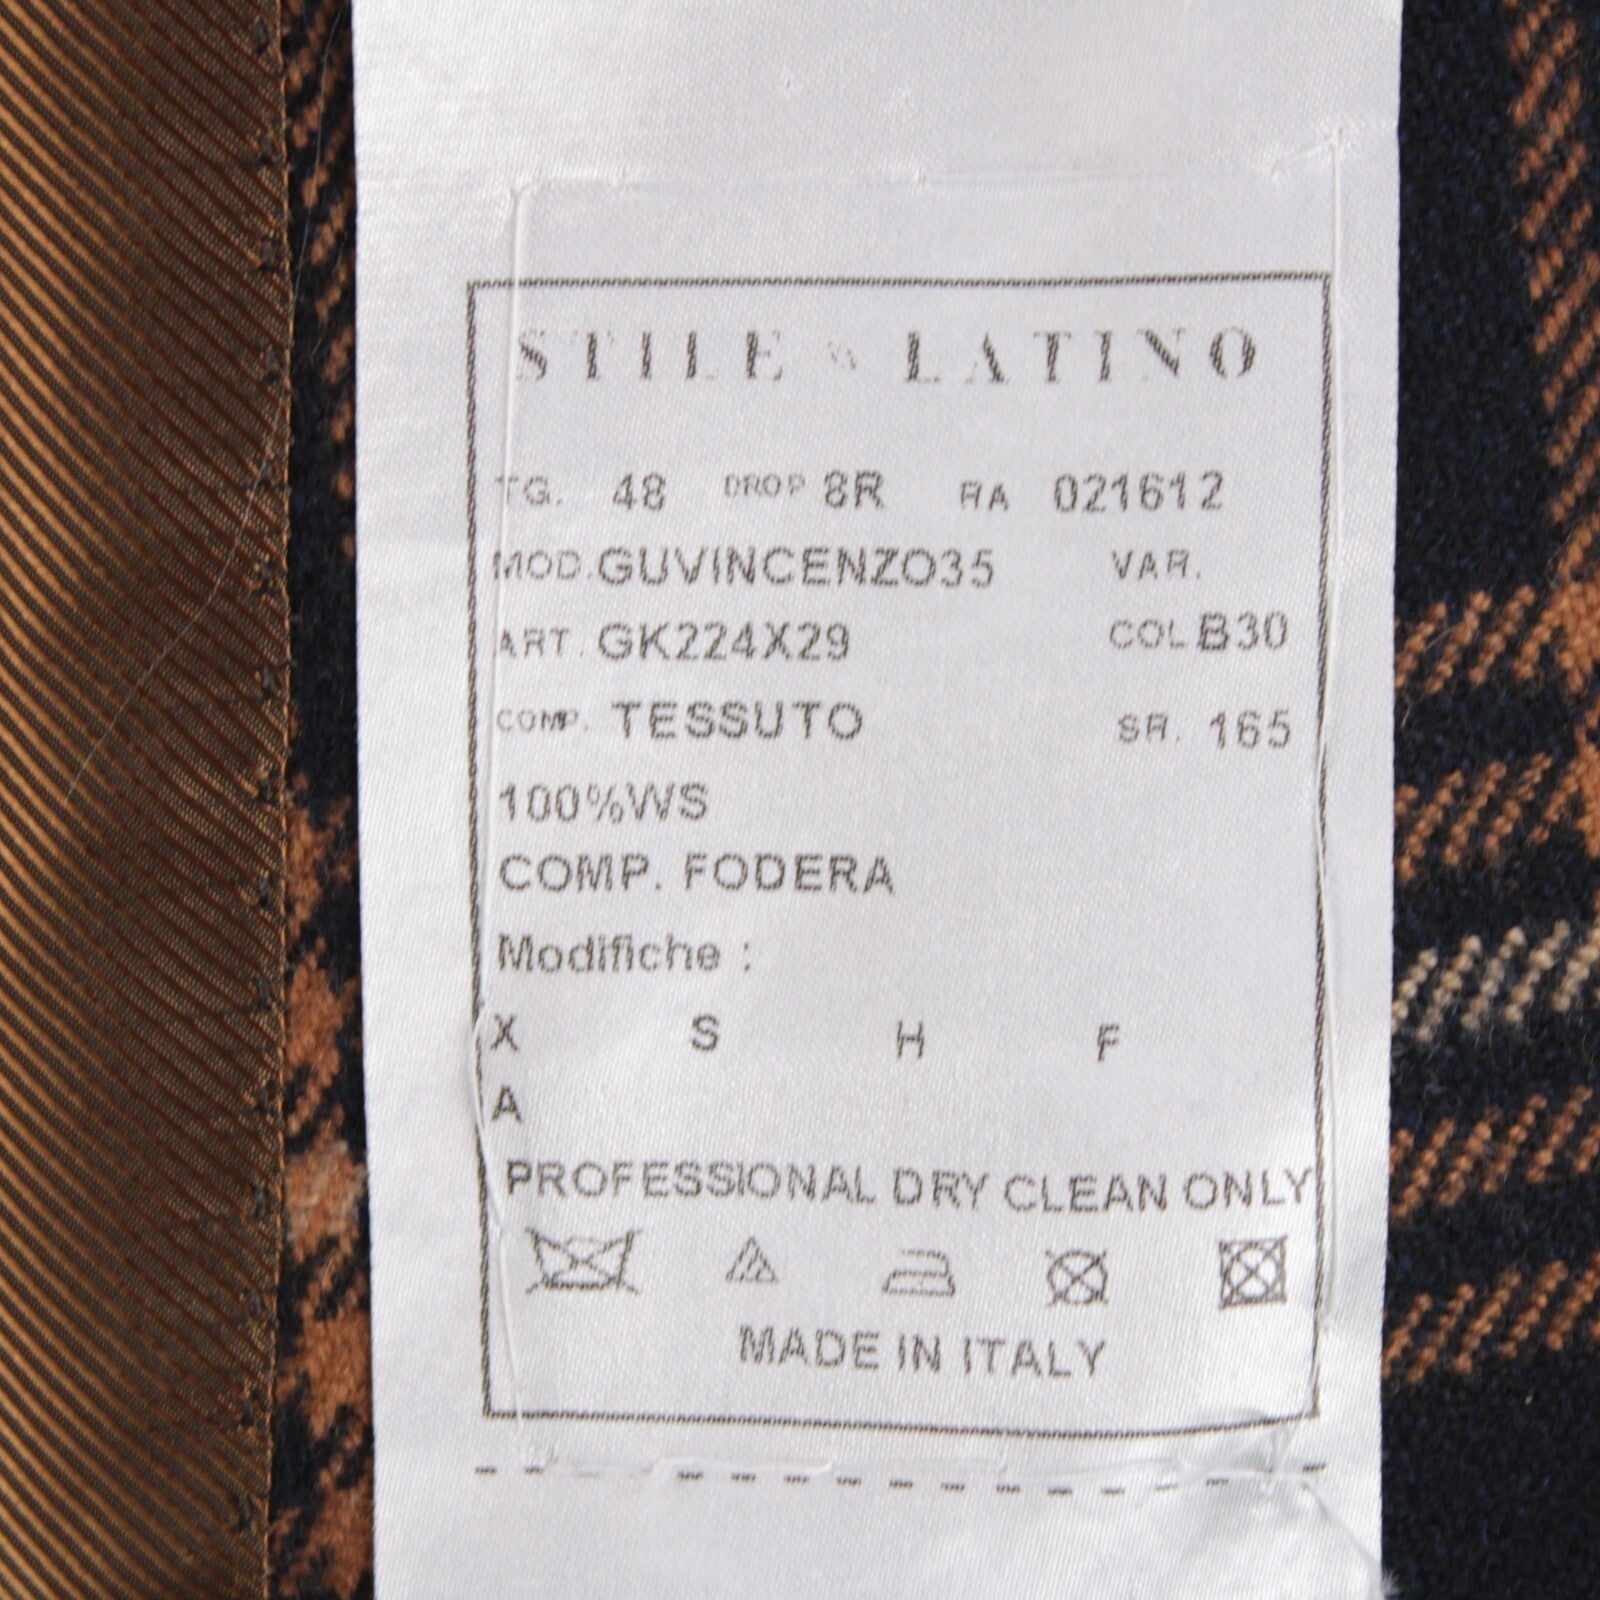 STILE LATINO
TG. 48 DROP 8R RA 021612
MOD. GUVINCENZO35 VAR.
ART. GK224X29 COL B30
COMP. TESSUTO SR. 165
100%WS
COMP. FODERA
Modifiche :
X S H F
A
PROFESSIONAL DRY CLEAN ONLY
MADE IN ITALY